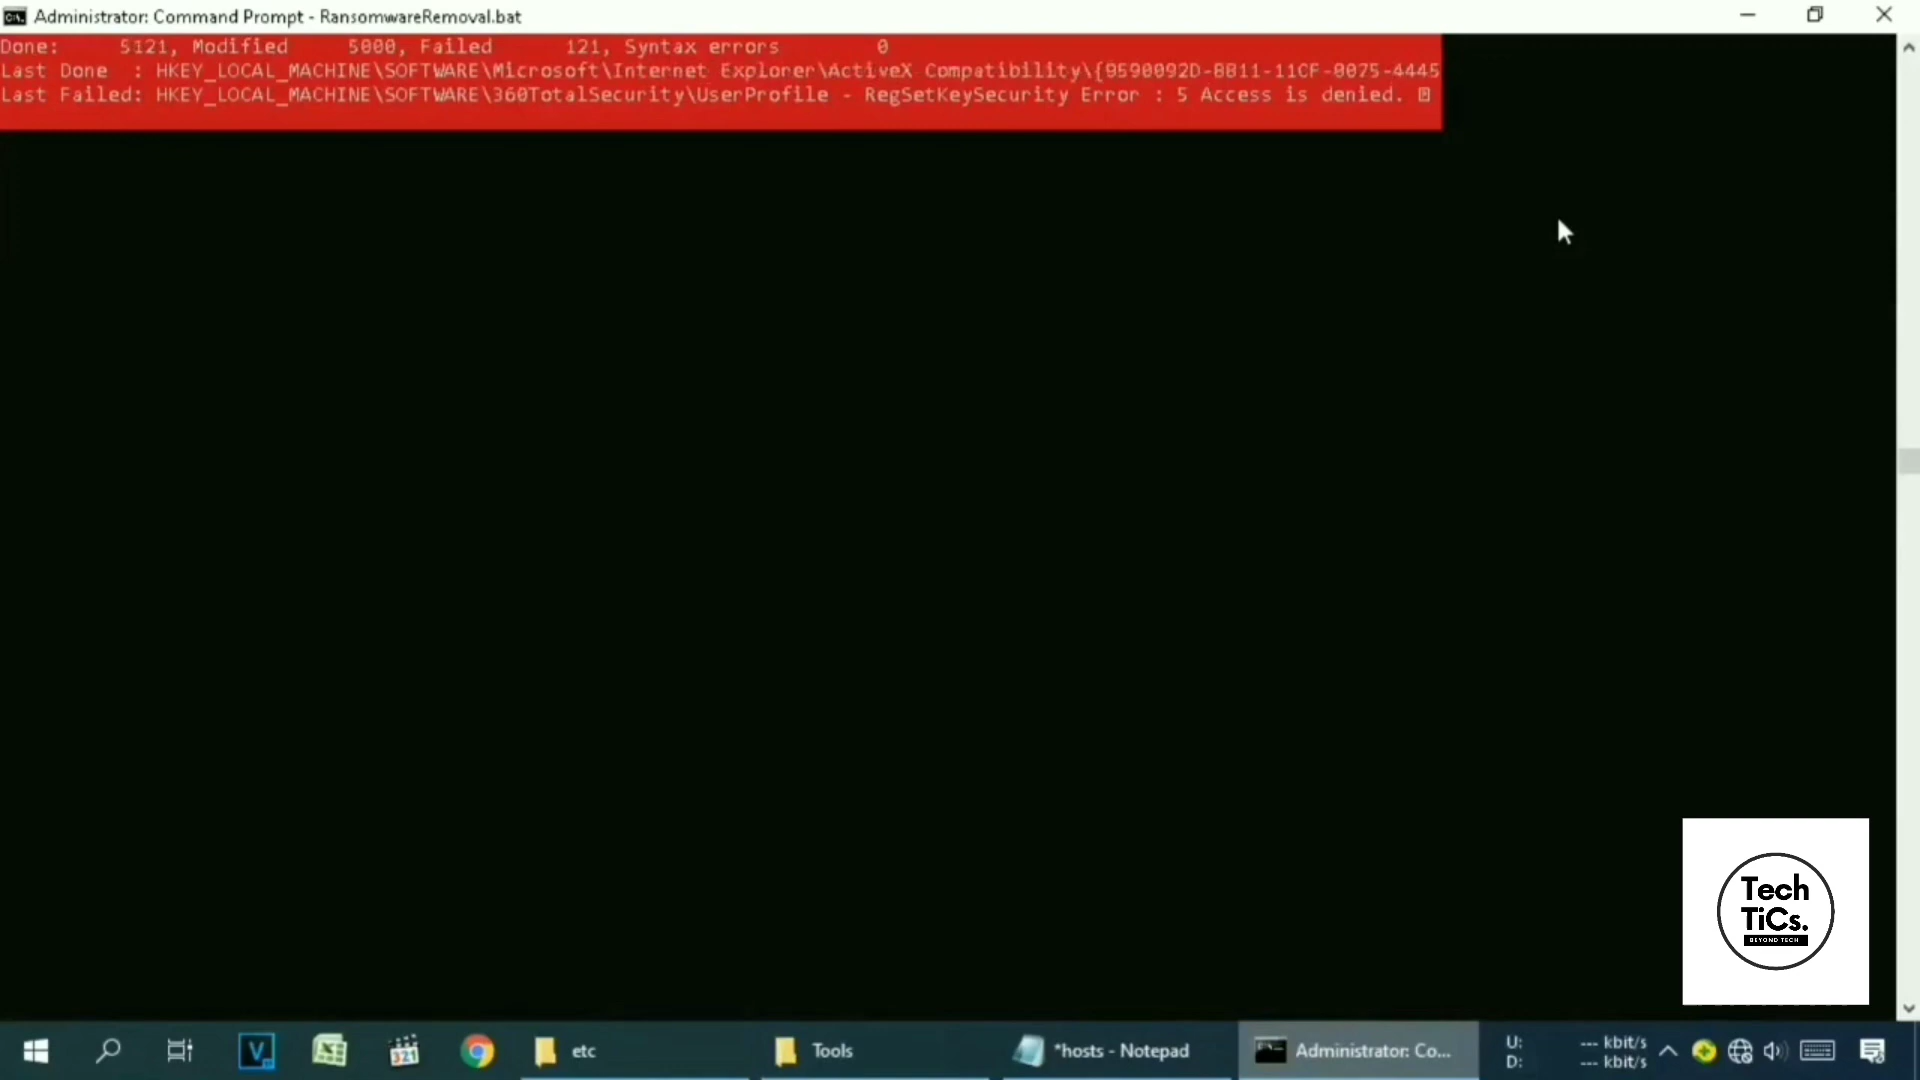 Administrator: Command Prompt - RansomwareRemoval.bat
Done: 5121, Modified 5000, Failed 121, Syntax errors 0
Last Done : HKEY_LOCAL_MACHINE\SOFTWARE\Microsoft\Internet Explorer\ActiveX Compatibility\{9590092D-8811-11CF-8075-4445
Last Failed: HKEY_LOCAL_MACHINE\SOFTWARE\360TotalSecurity\UserProfile - RegSetKeySecurity Error : 5 Access is denied.
Tech
TiCs.
BEYOND TECH
V
321
etc
Tools
*hosts - Notepad
Administrator: Co...
U: --- kbit/s
D: --- kbit/s